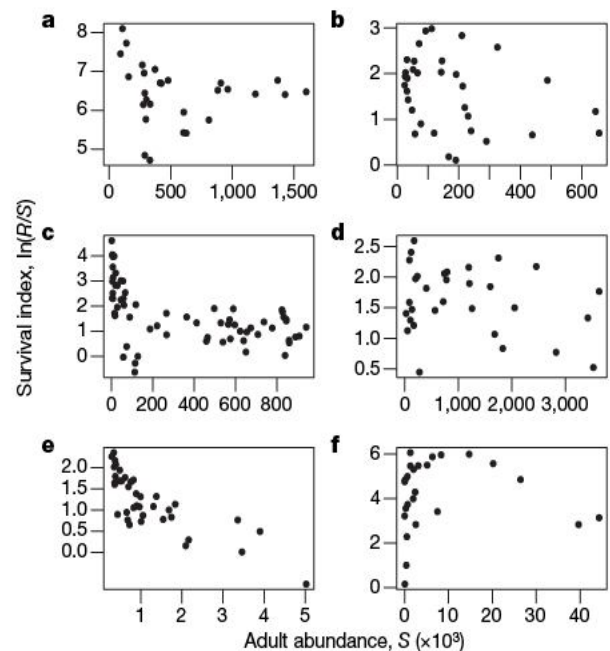 a
b
8
7
6
5
0 500 1,000 1,500
3
2
1
0
0 200 400 600
c
d
4
3
2
1
0
0 200 400 600 800
2.5
2.0
1.5
1.0
0.5
0 1,000 2,000 3,000
e
f
2.0
1.5
1.0
0.5
0.0
1 2 3 4 5
6
4
2
0
0 10 20 30 40
Survival index, ln(R/S)
Adult abundance, S (×10³)